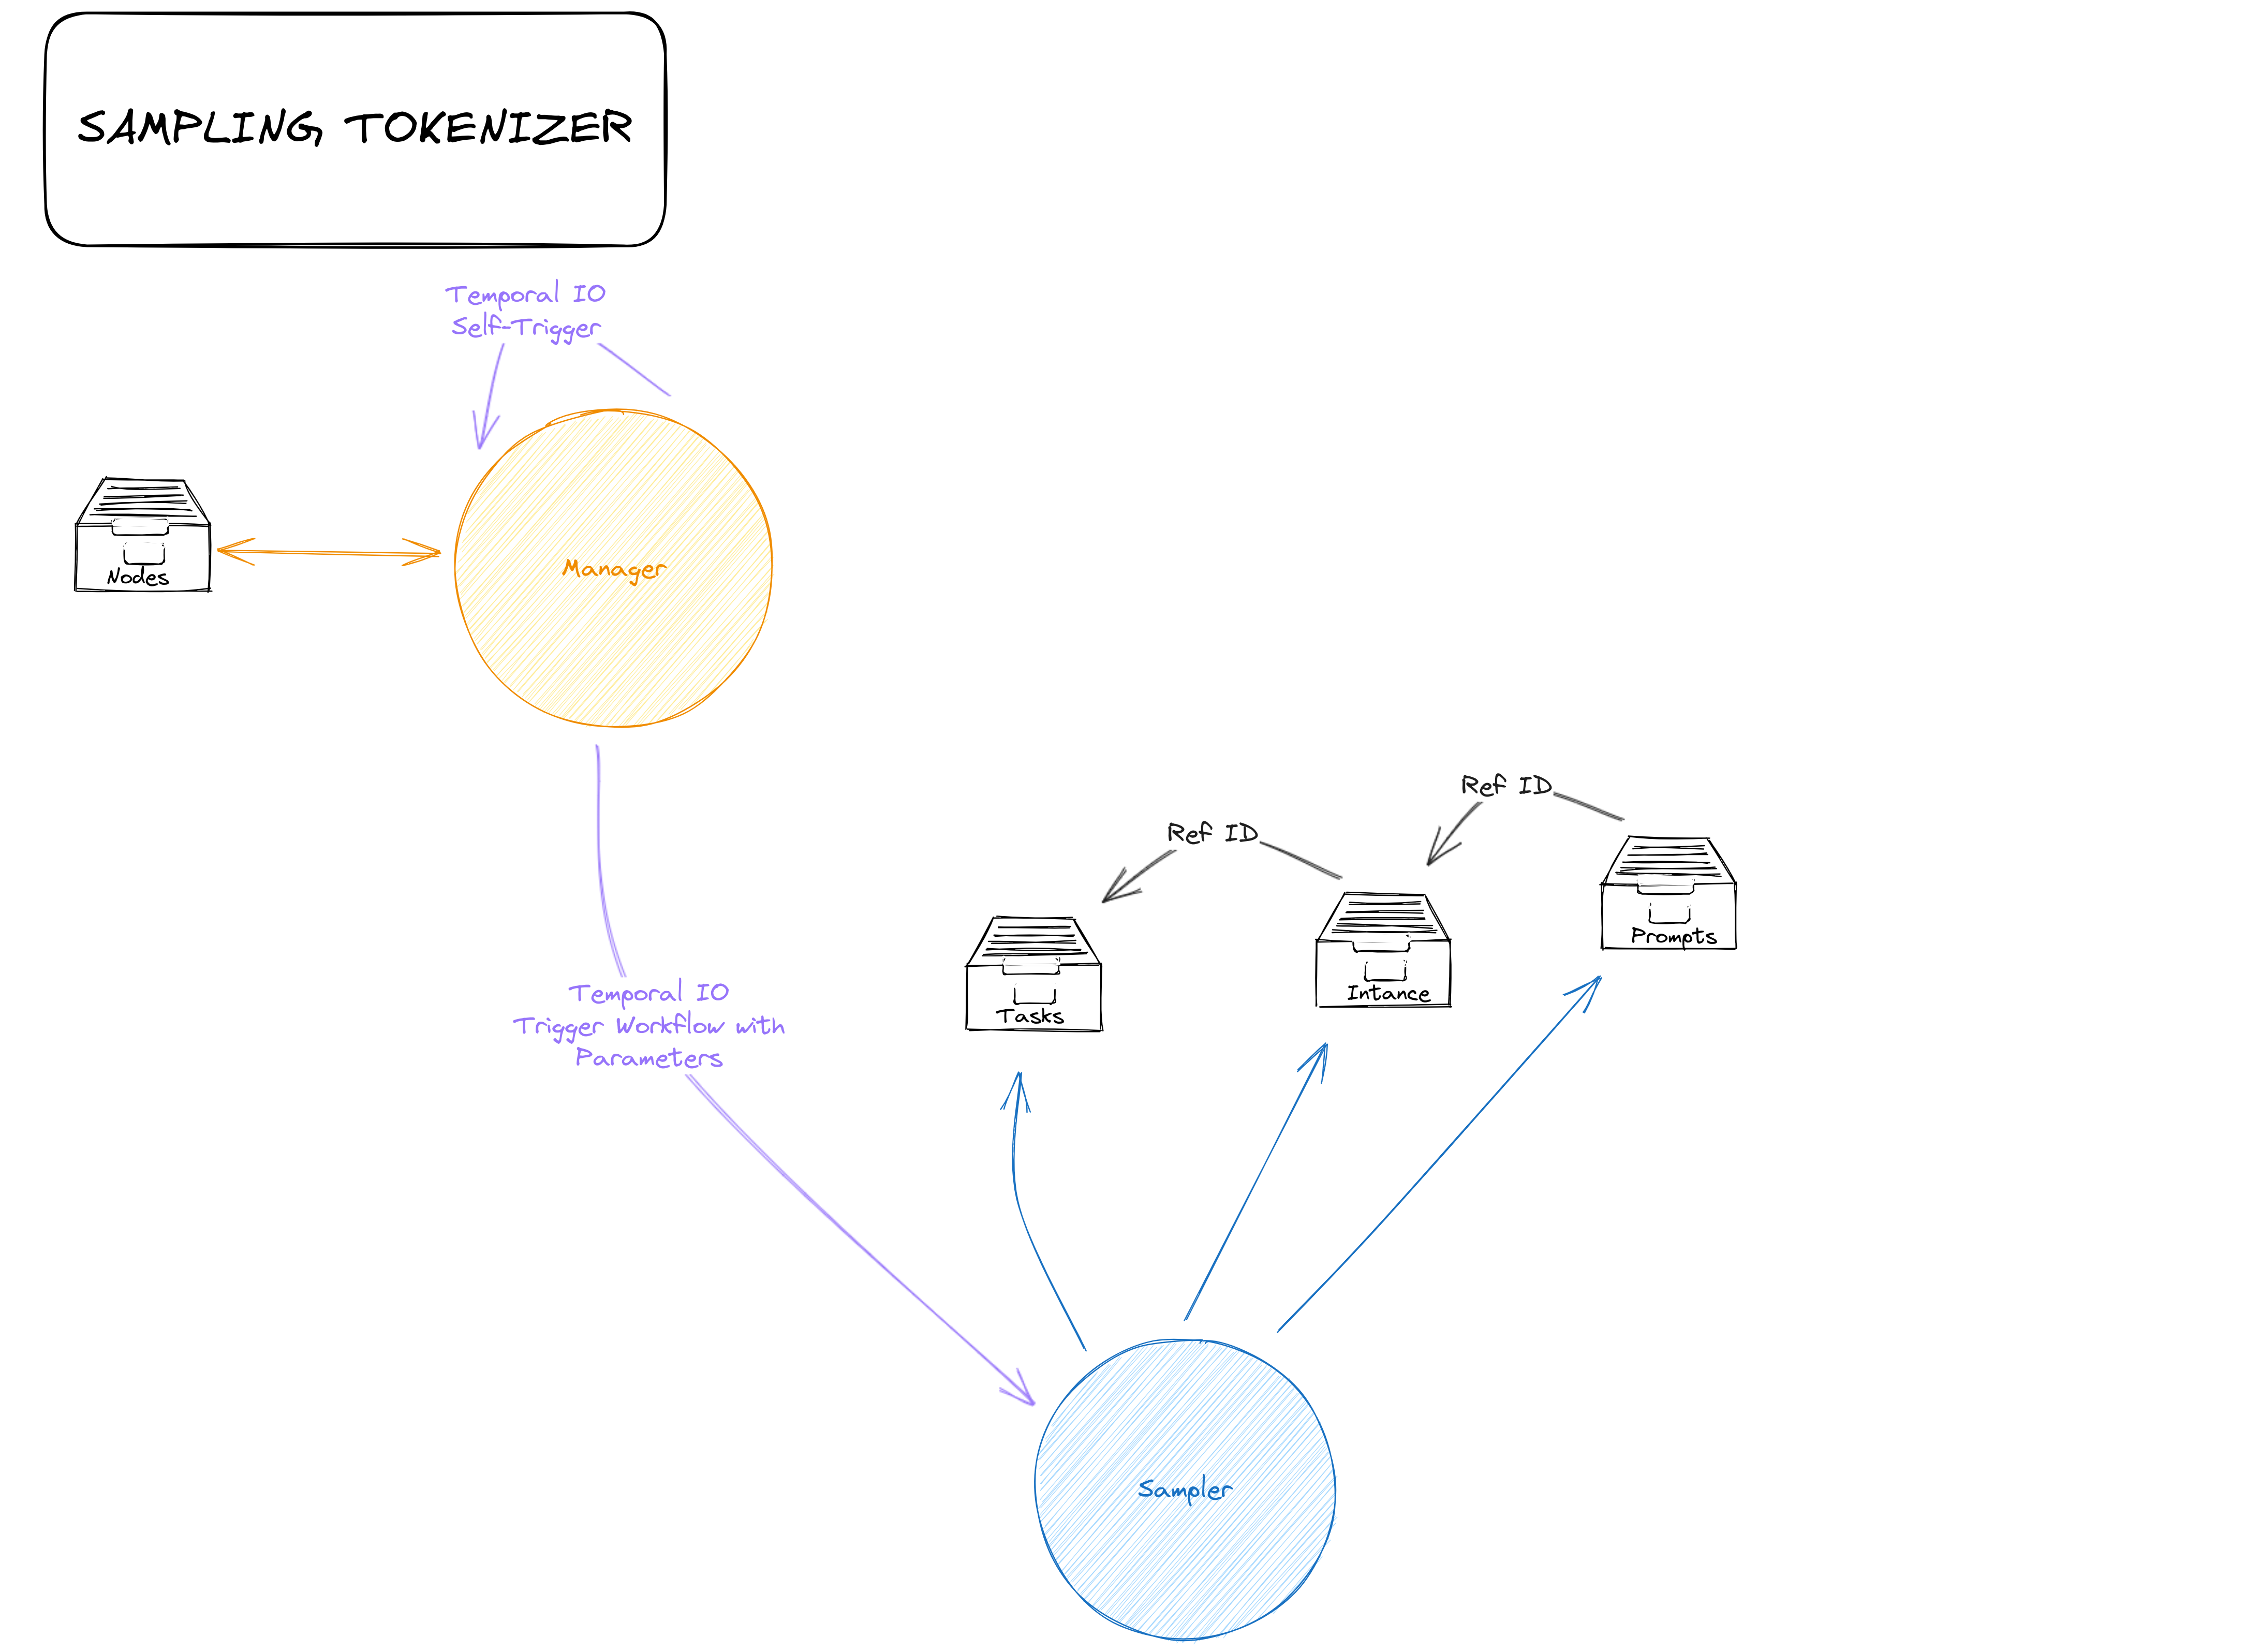 SAMPLING TOKENIZER
Temporal IO
Self-Trigger
Nodes
Manager
Ref ID
Ref ID
Prompts
Intance
Tasks
Temporal IO
Trigger Workflow with
Parameters
Sampler